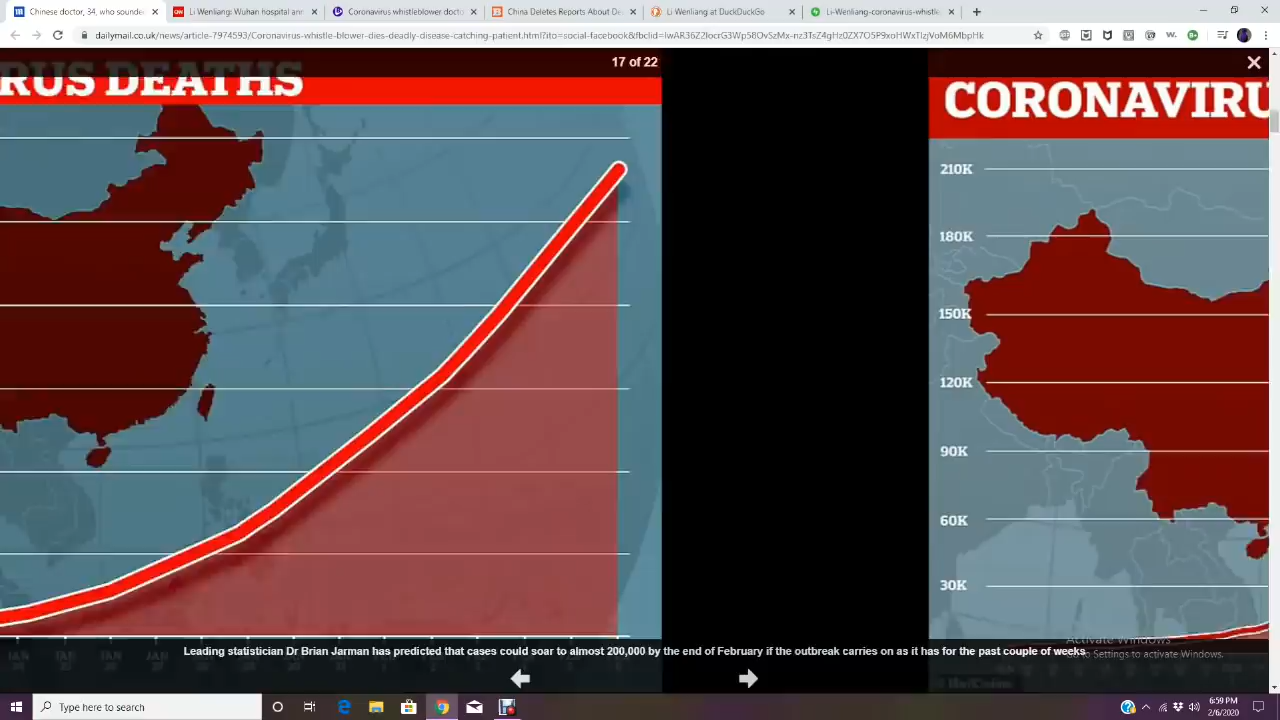 Chinese doctor, 34, who sounded
Li Wenliang: Wuhan hospital ann
Coronavirus whistleblower docto
China Deletes Reports About De
Li Wenliang at DuckDuckGo
Li-Wenliang-coronavirus-whistle
dailymail.co.uk/news/article-7974593/Coronavirus-whistle-blower-dies-deadly-disease-catching-patient.html?ito=social-facebook&fbclid=IwAR36Z2IocG3Wp58OvSzMx-nz3TsZ4gHz0ZX7O5P9xoHWxTIzjVoM6MbpHk
17 of 22
RUS DEATHS
CORONAVIRU
210K
180K
150K
120K
90K
60K
30K
Activate Windows
Go to Settings to activate Windows.
Leading statistician Dr Brian Jarman has predicted that cases could soar to almost 200,000 by the end of February if the outbreak carries on as it has for the past couple of weeks
Type here to search
6:59 PM
2/6/2020